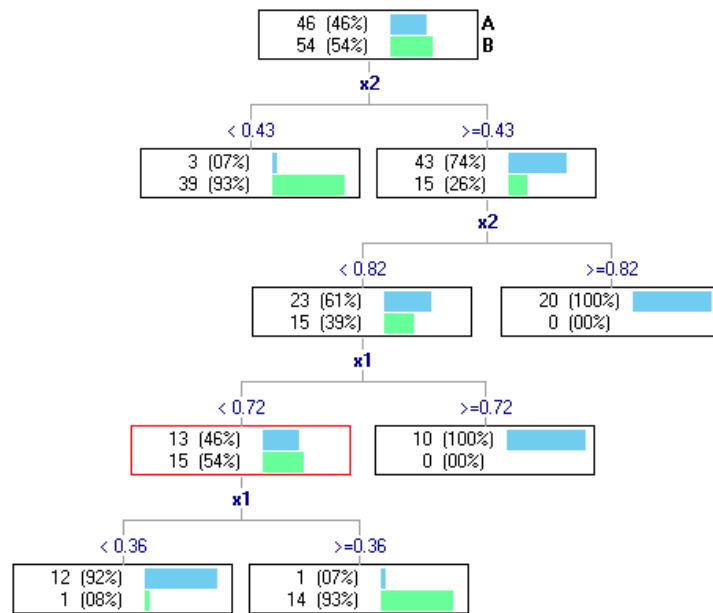 46 (46%) A
54 (54%) B
x2
< 0.43 >=0.43
3 (07%) 43 (74%)
39 (93%) 15 (26%)
x2
< 0.82 >=0.82
23 (61%) 20 (100%)
15 (39%) 0 (00%)
x1
< 0.72 >=0.72
13 (46%) 10 (100%)
15 (54%) 0 (00%)
x1
< 0.36 >=0.36
12 (92%) 1 (07%)
1 (08%) 14 (93%)